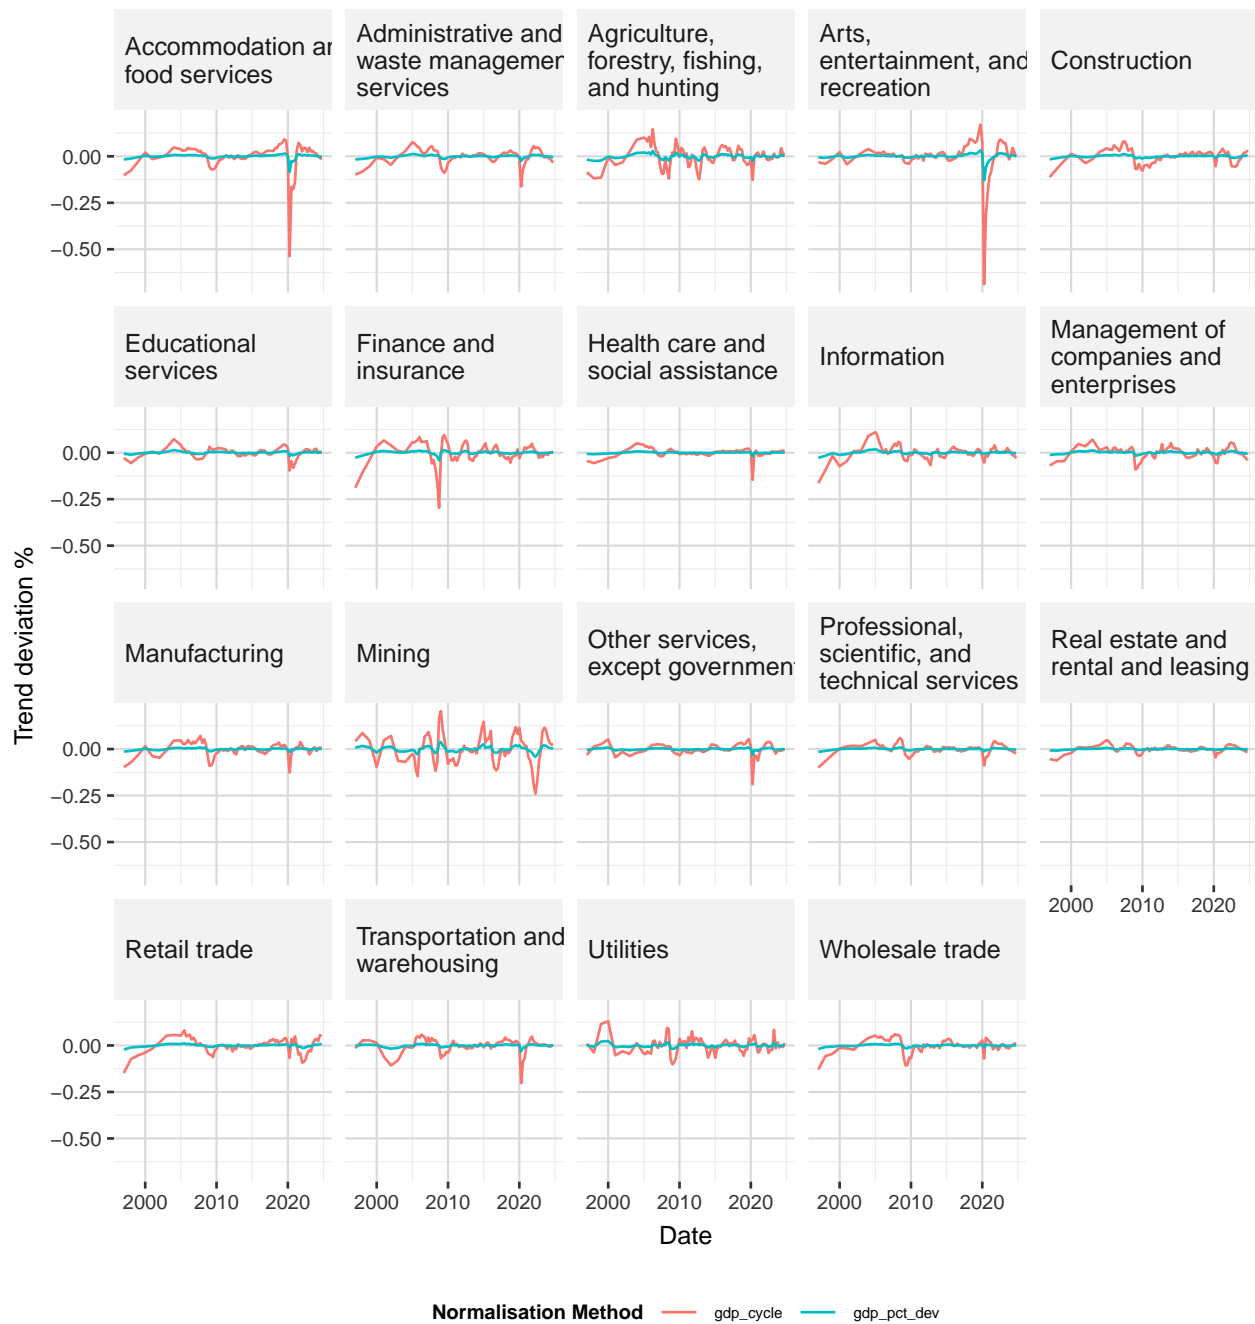 Accommodation ar
food services
Administrative and
waste managemen
services
Agriculture,
forestry, fishing,
and hunting
Arts,
entertainment, and
recreation
Construction
0.00
−0.25
−0.50
Educational
services
Finance and
insurance
Health care and
social assistance
Information
Management of
companies and
enterprises
0.00
−0.25
−0.50
Trend deviation %
Manufacturing
Mining
Other services,
except government
Professional,
scientific, and
technical services
Real estate and
rental and leasing
0.00
−0.25
−0.50
2000 2010 2020
Retail trade
Transportation and
warehousing
Utilities
Wholesale trade
0.00
−0.25
−0.50
2000 2010 2020
2000 2010 2020
2000 2010 2020
2000 2010 2020
Date
Normalisation Method gdp_cycle gdp_pct_dev